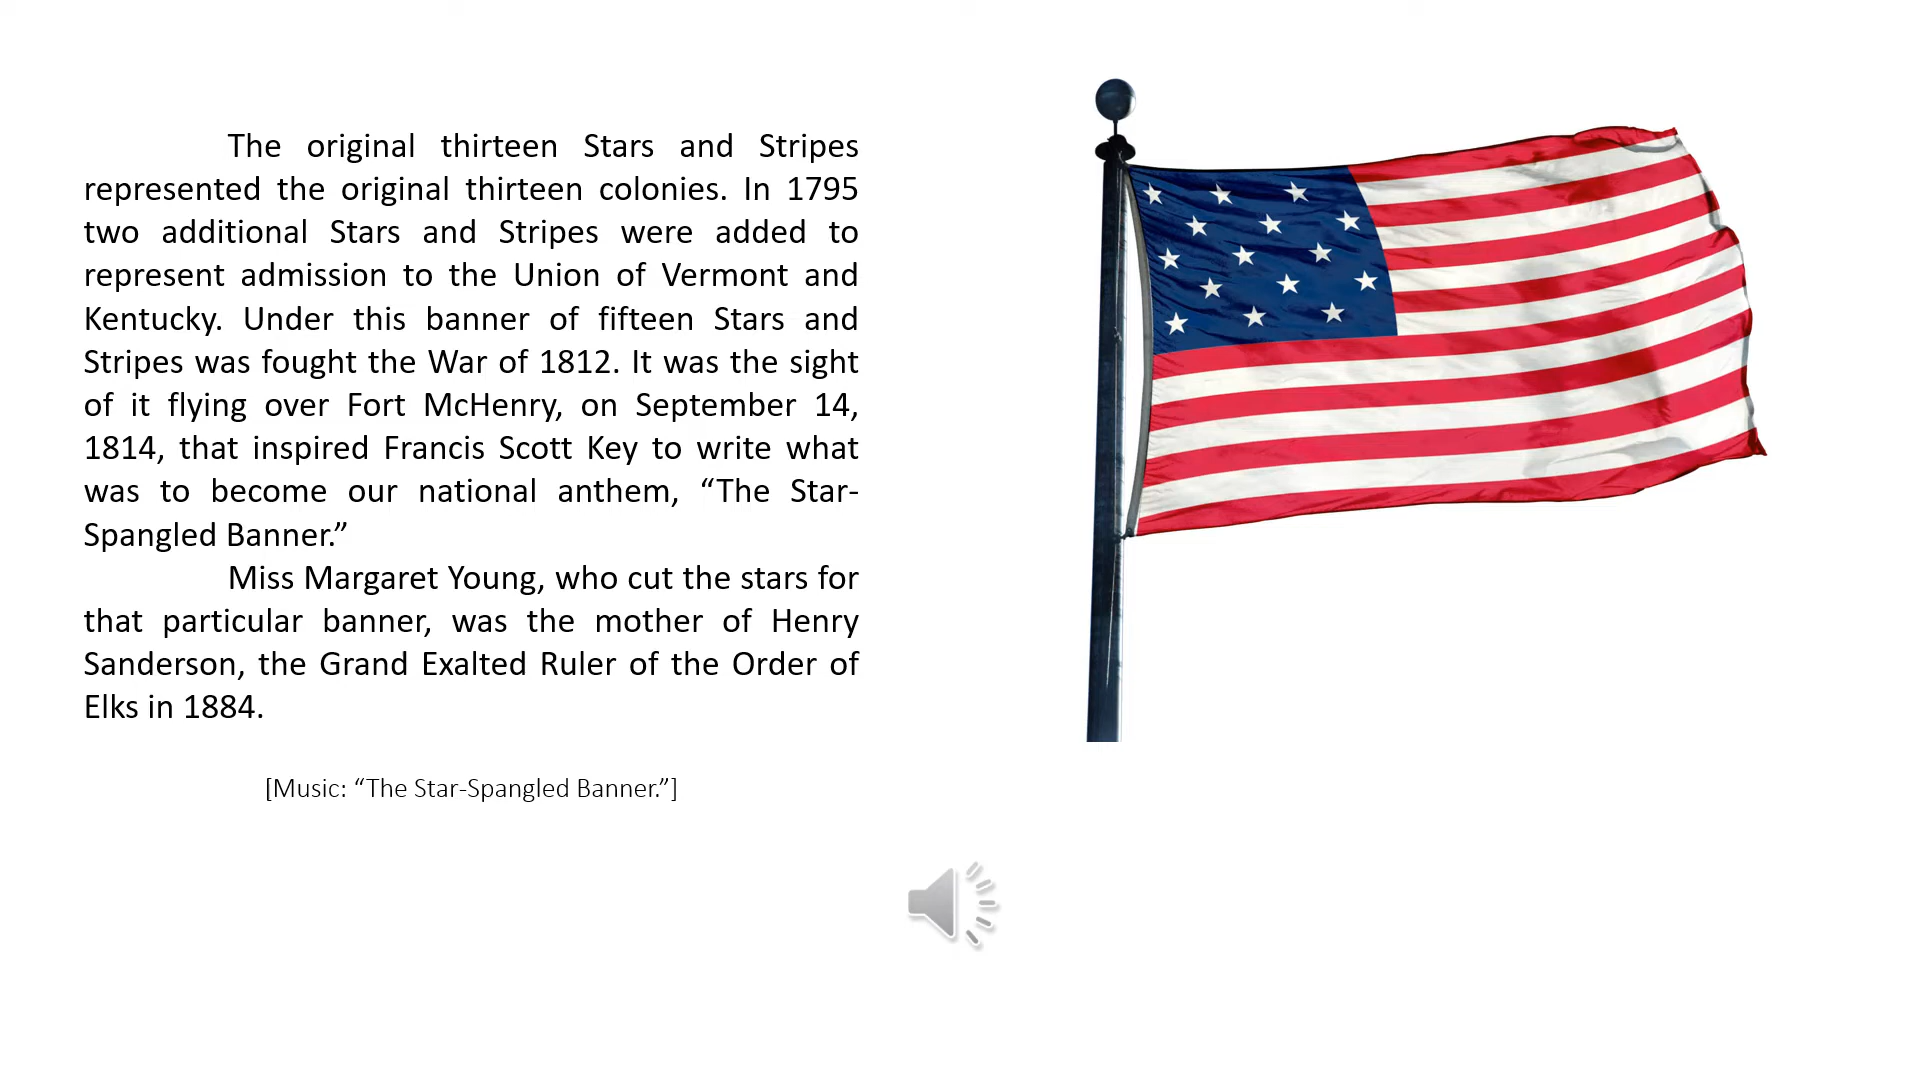 The original thirteen Stars and Stripes
represented the original thirteen colonies. In 1795
two additional Stars and Stripes were added to
represent admission to the Union of Vermont and
Kentucky. Under this banner of fifteen Stars and
Stripes was fought the War of 1812. It was the sight
of it flying over Fort McHenry, on September 14,
1814, that inspired Francis Scott Key to write what
was to become our national anthem, “The Star-
Spangled Banner.”
Miss Margaret Young, who cut the stars for
that particular banner, was the mother of Henry
Sanderson, the Grand Exalted Ruler of the Order of
Elks in 1884.
[Music: “The Star-Spangled Banner.”]